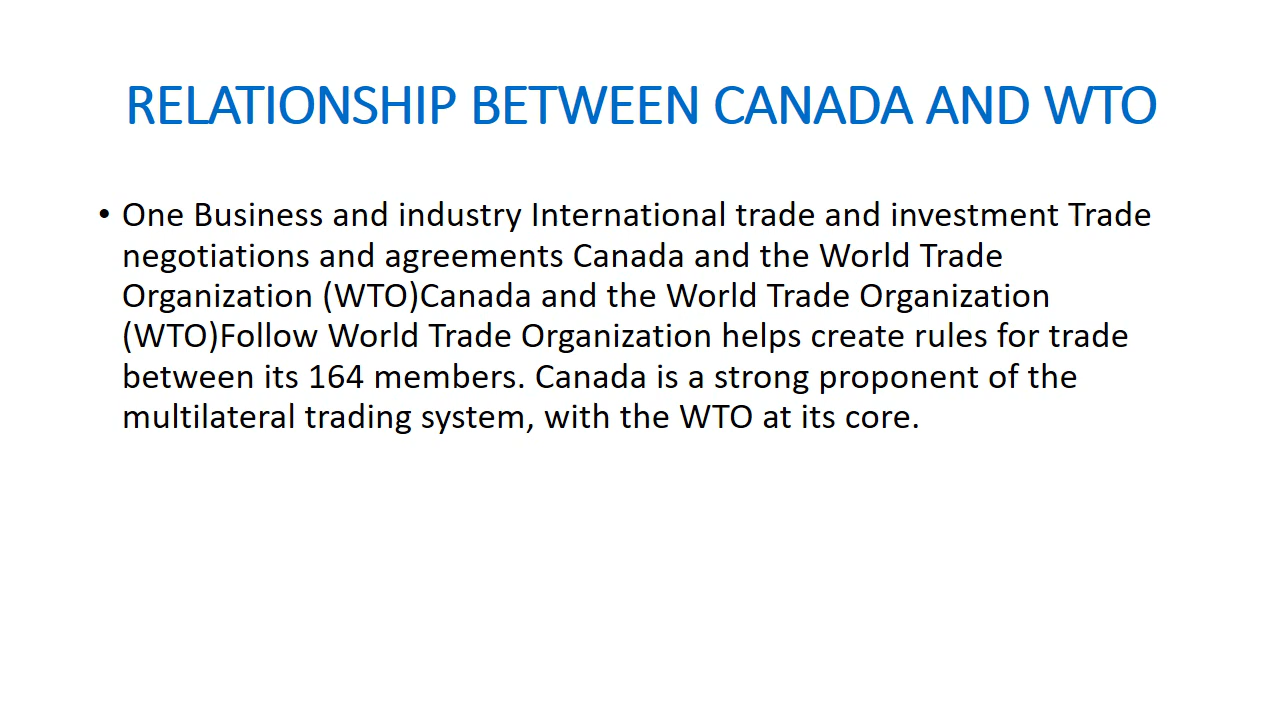 RELATIONSHIP BETWEEN CANADA AND WTO
• One Business and industry International trade and investment Trade
negotiations and agreements Canada and the World Trade
Organization (WTO)Canada and the World Trade Organization
(WTO)Follow World Trade Organization helps create rules for trade
between its 164 members. Canada is a strong proponent of the
multilateral trading system, with the WTO at its core.